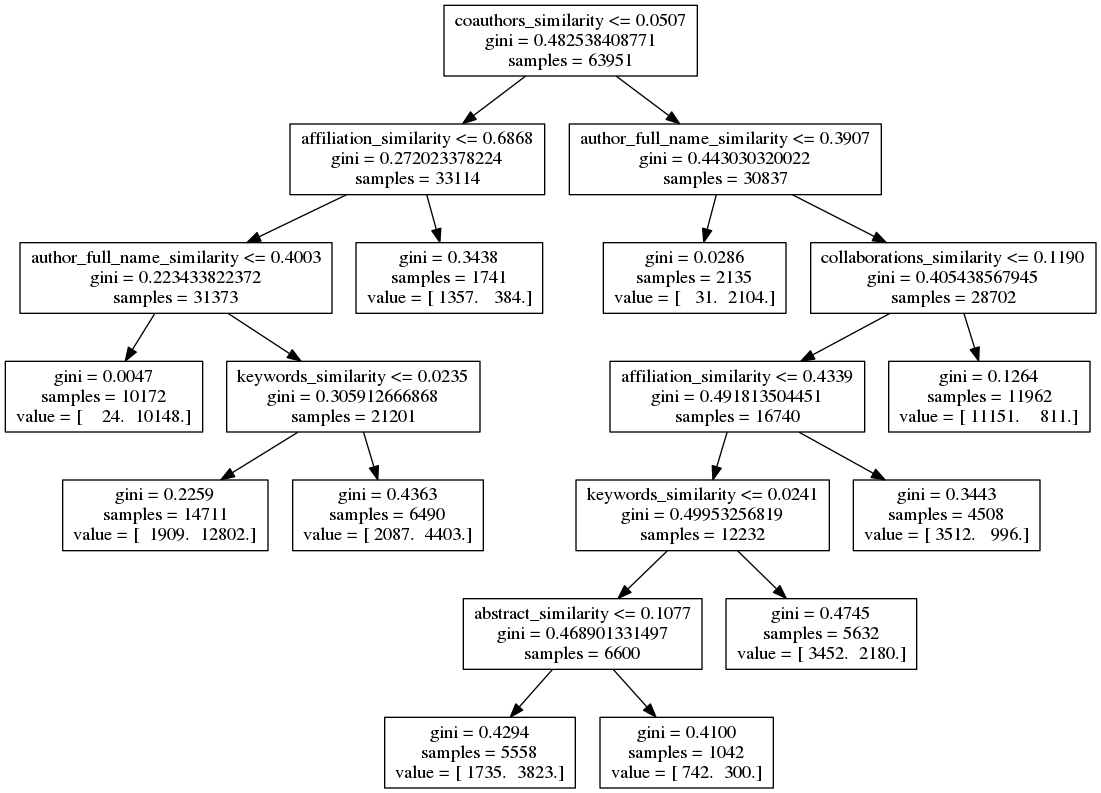 coauthors_similarity <= 0.0507
gini = 0.482538408771
samples = 63951
affiliation_similarity <= 0.6868
gini = 0.272023378224
samples = 33114
author_full_name_similarity <= 0.3907
gini = 0.443030320022
samples = 30837
author_full_name_similarity <= 0.4003
gini = 0.223433822372
samples = 31373
gini = 0.3438
samples = 1741
value = [ 1357.   384.]
gini = 0.0286
samples = 2135
value = [   31.  2104.]
collaborations_similarity <= 0.1190
gini = 0.405438567945
samples = 28702
gini = 0.0047
samples = 10172
value = [    24.  10148.]
keywords_similarity <= 0.0235
gini = 0.305912666868
samples = 21201
affiliation_similarity <= 0.4339
gini = 0.491813504451
samples = 16740
gini = 0.1264
samples = 11962
value = [ 11151.    811.]
gini = 0.2259
samples = 14711
value = [  1909.  12802.]
gini = 0.4363
samples = 6490
value = [ 2087.  4403.]
keywords_similarity <= 0.0241
gini = 0.49953256819
samples = 12232
gini = 0.3443
samples = 4508
value = [ 3512.   996.]
abstract_similarity <= 0.1077
gini = 0.468901331497
samples = 6600
gini = 0.4745
samples = 5632
value = [ 3452.  2180.]
gini = 0.4294
samples = 5558
value = [ 1735.  3823.]
gini = 0.4100
samples = 1042
value = [ 742.  300.]